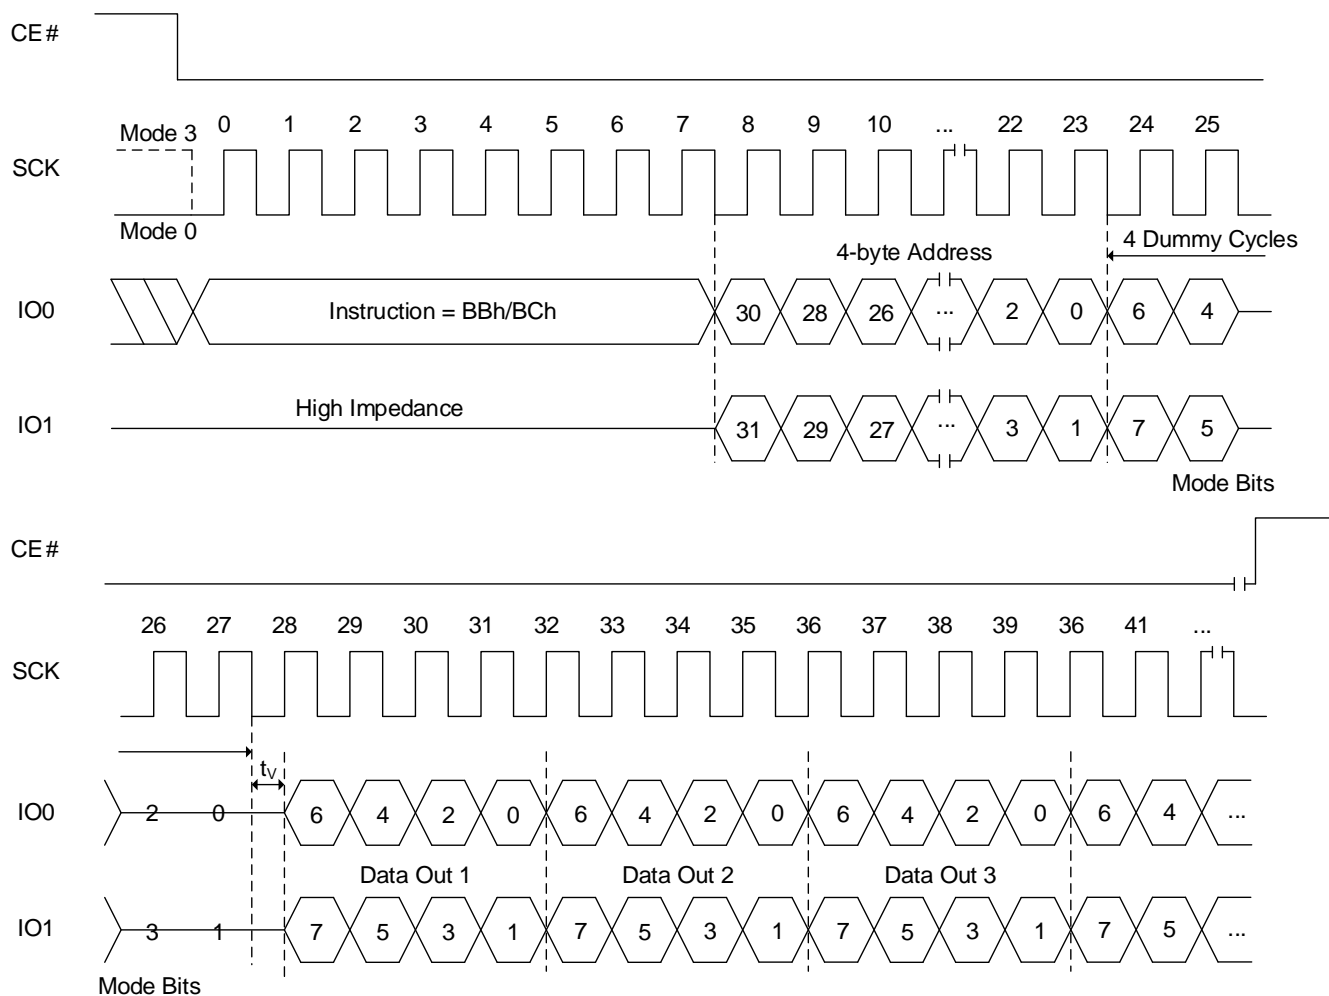 CE#
Mode 3 0 1 2 3 4 5 6 7 8 9 10 ... 22 23 24 25
SCK
Mode 0
4-byte Address 4 Dummy Cycles
IO0 Instruction = BBh/BCh 30 28 26 ... 2 0 6 4
High Impedance
IO1 31 29 27 ... 3 1 7 5
Mode Bits
CE#
26 27 28 29 30 31 32 33 34 35 36 37 38 39 36 41 ...
SCK
tV
IO0 2 0 6 4 2 0 6 4 2 0 6 4 2 0 6 4 ...
Data Out 1 Data Out 2 Data Out 3
IO1 3 1 7 5 3 1 7 5 3 1 7 5 3 1 7 5 ...
Mode Bits